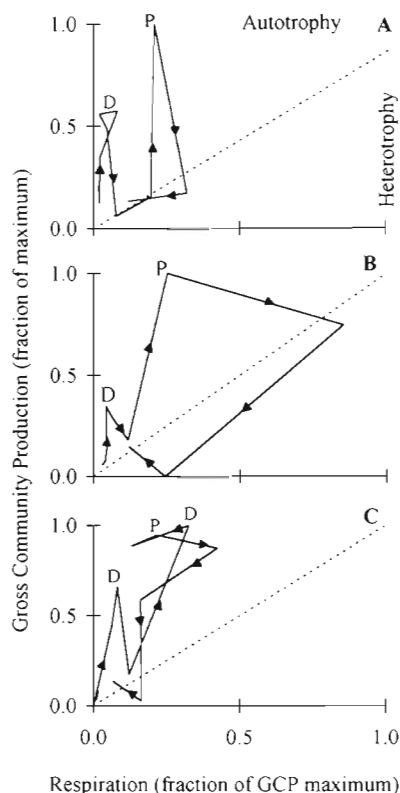 Gross Community Production (fraction of maximum)
1.0
0.5
0.0
P
D
Autotrophy
A
Heterotrophy
1.0
0.5
0.0
P
D
B
1.0
0.5
0.0
D
P
D
C
0.0
0.5
1.0
Respiration (fraction of GCP maximum)